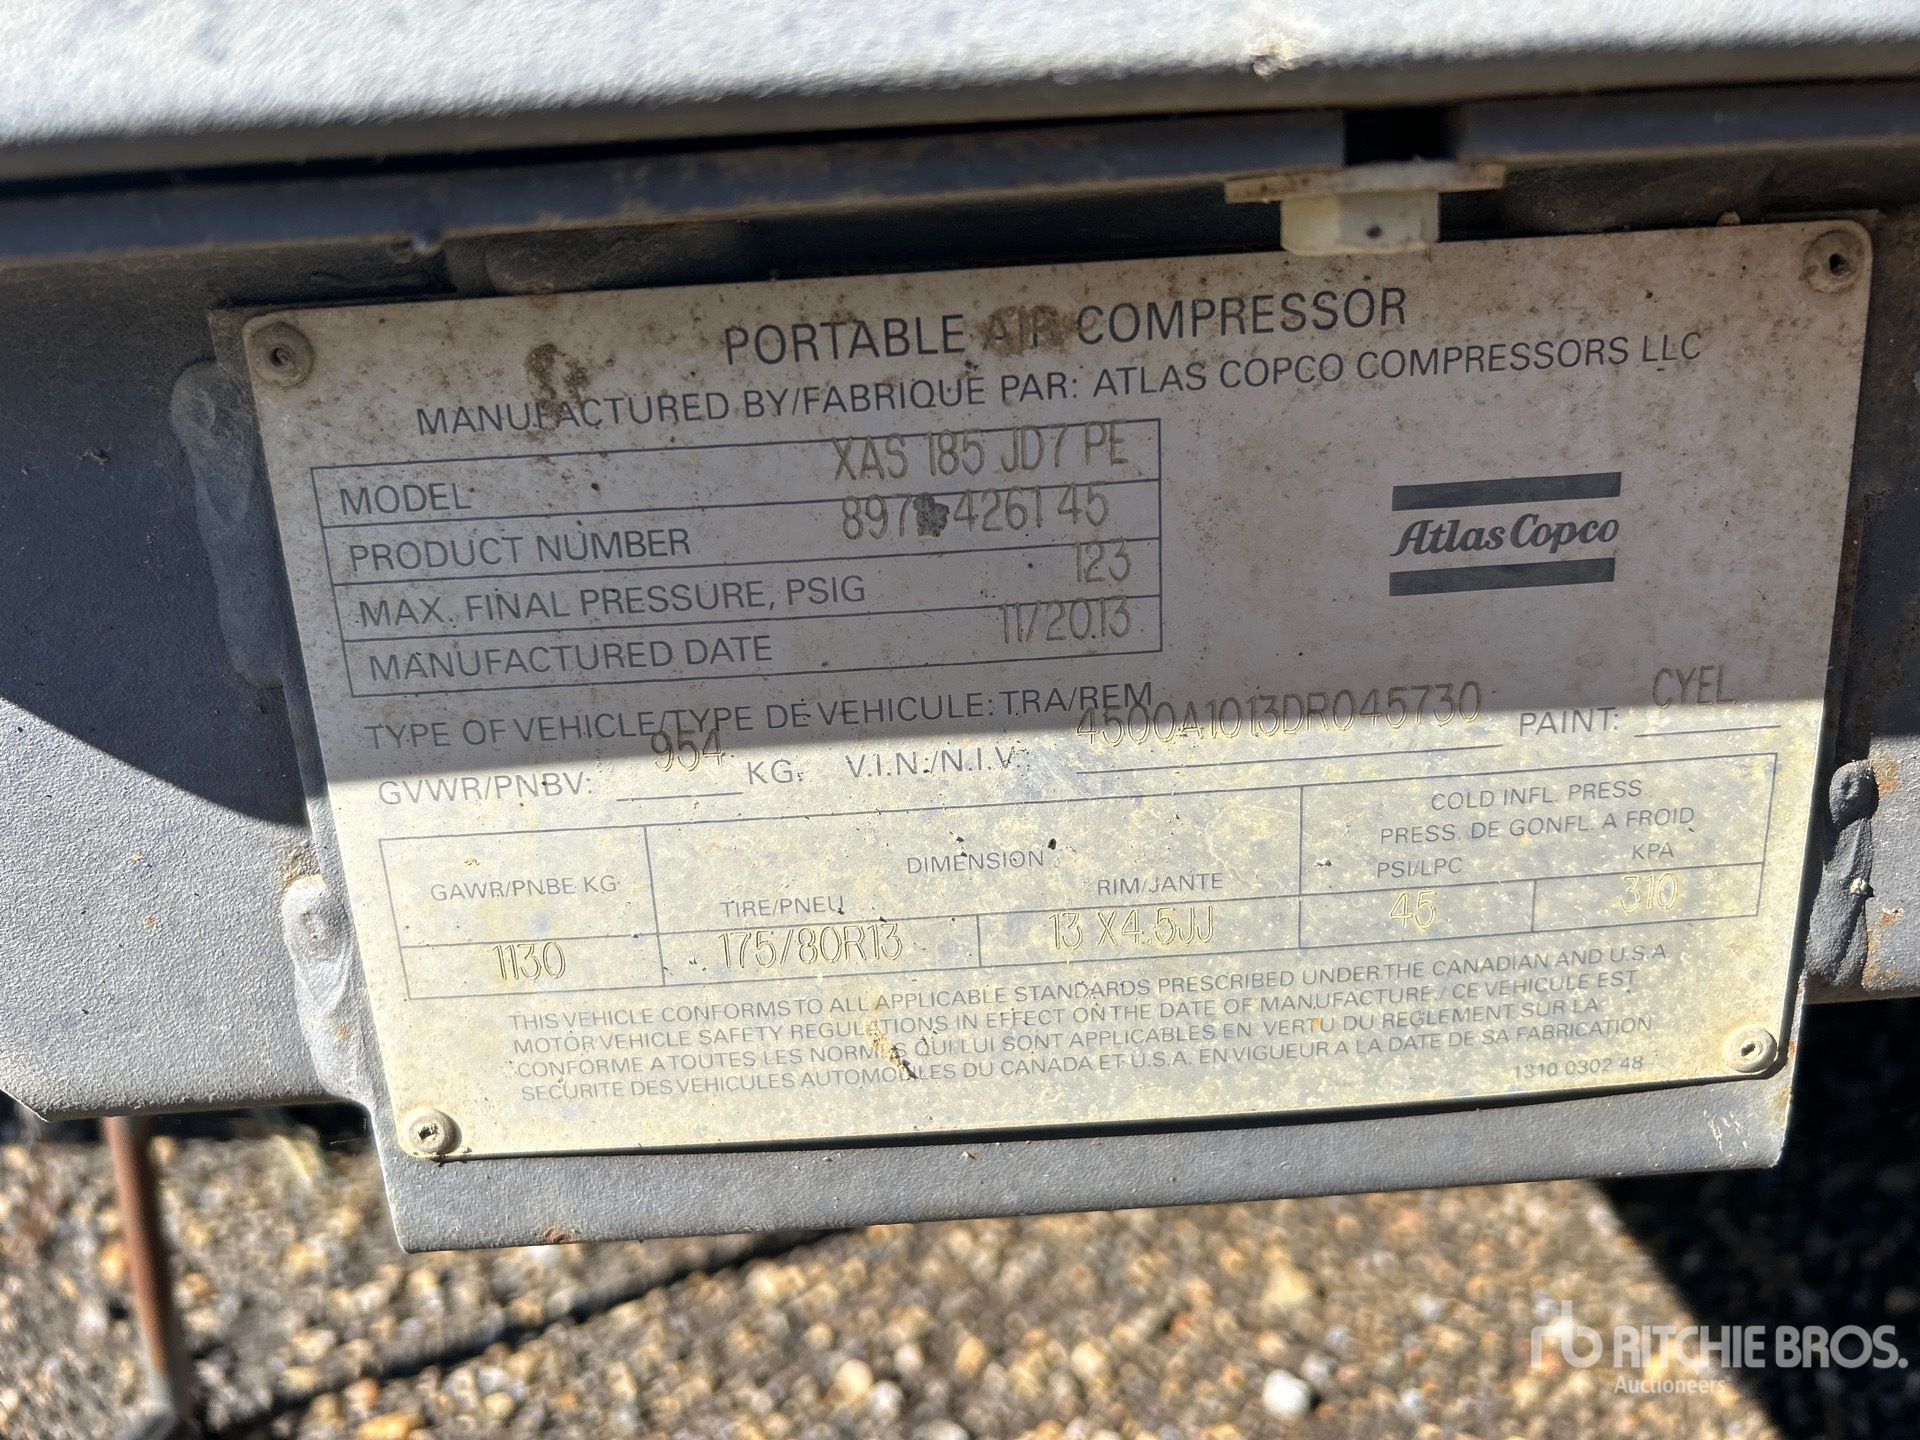 PORTABLE AIR COMPRESSOR
MANUFACTURED BY/FABRIQUE PAR: ATLAS COPCO COMPRESSORS LLC
MODEL XAS 185 JD7 PE
PRODUCT NUMBER 897 4261 45
MAX. FINAL PRESSURE, PSIG 123
MANUFACTURED DATE 11/2013
Atlas Copco
TYPE OF VEHICLE/TYPE DE VEHICULE: TRA/REM
GVWR/PNBV: 954 KG. V.I.N./N.I.V.: 4500A1013DR045730 PAINT: CYEL
GAWR/PNBE KG
DIMENSION
TIRE/PNEU RIM/JANTE
COLD INFL. PRESS.
PRESS. DE GONFL. A FROID
PSI/LPC KPA
1130 175/80R13 13 X4.5JJ 45 310
THIS VEHICLE CONFORMS TO ALL APPLICABLE STANDARDS PRESCRIBED UNDER THE CANADIAN AND U.S.A.
MOTOR VEHICLE SAFETY REGULATIONS IN EFFECT ON THE DATE OF MANUFACTURE / CE VEHICULE EST
CONFORME A TOUTES LES NORMES QUI LUI SONT APPLICABLES EN VERTU DU REGLEMENT SUR LA
SECURITE DES VEHICULES AUTOMOBILES DU CANADA ET U.S.A. EN VIGUEUR A LA DATE DE SA FABRICATION
1310 0302 48
rb RITCHIE BROS.
Auctioneers